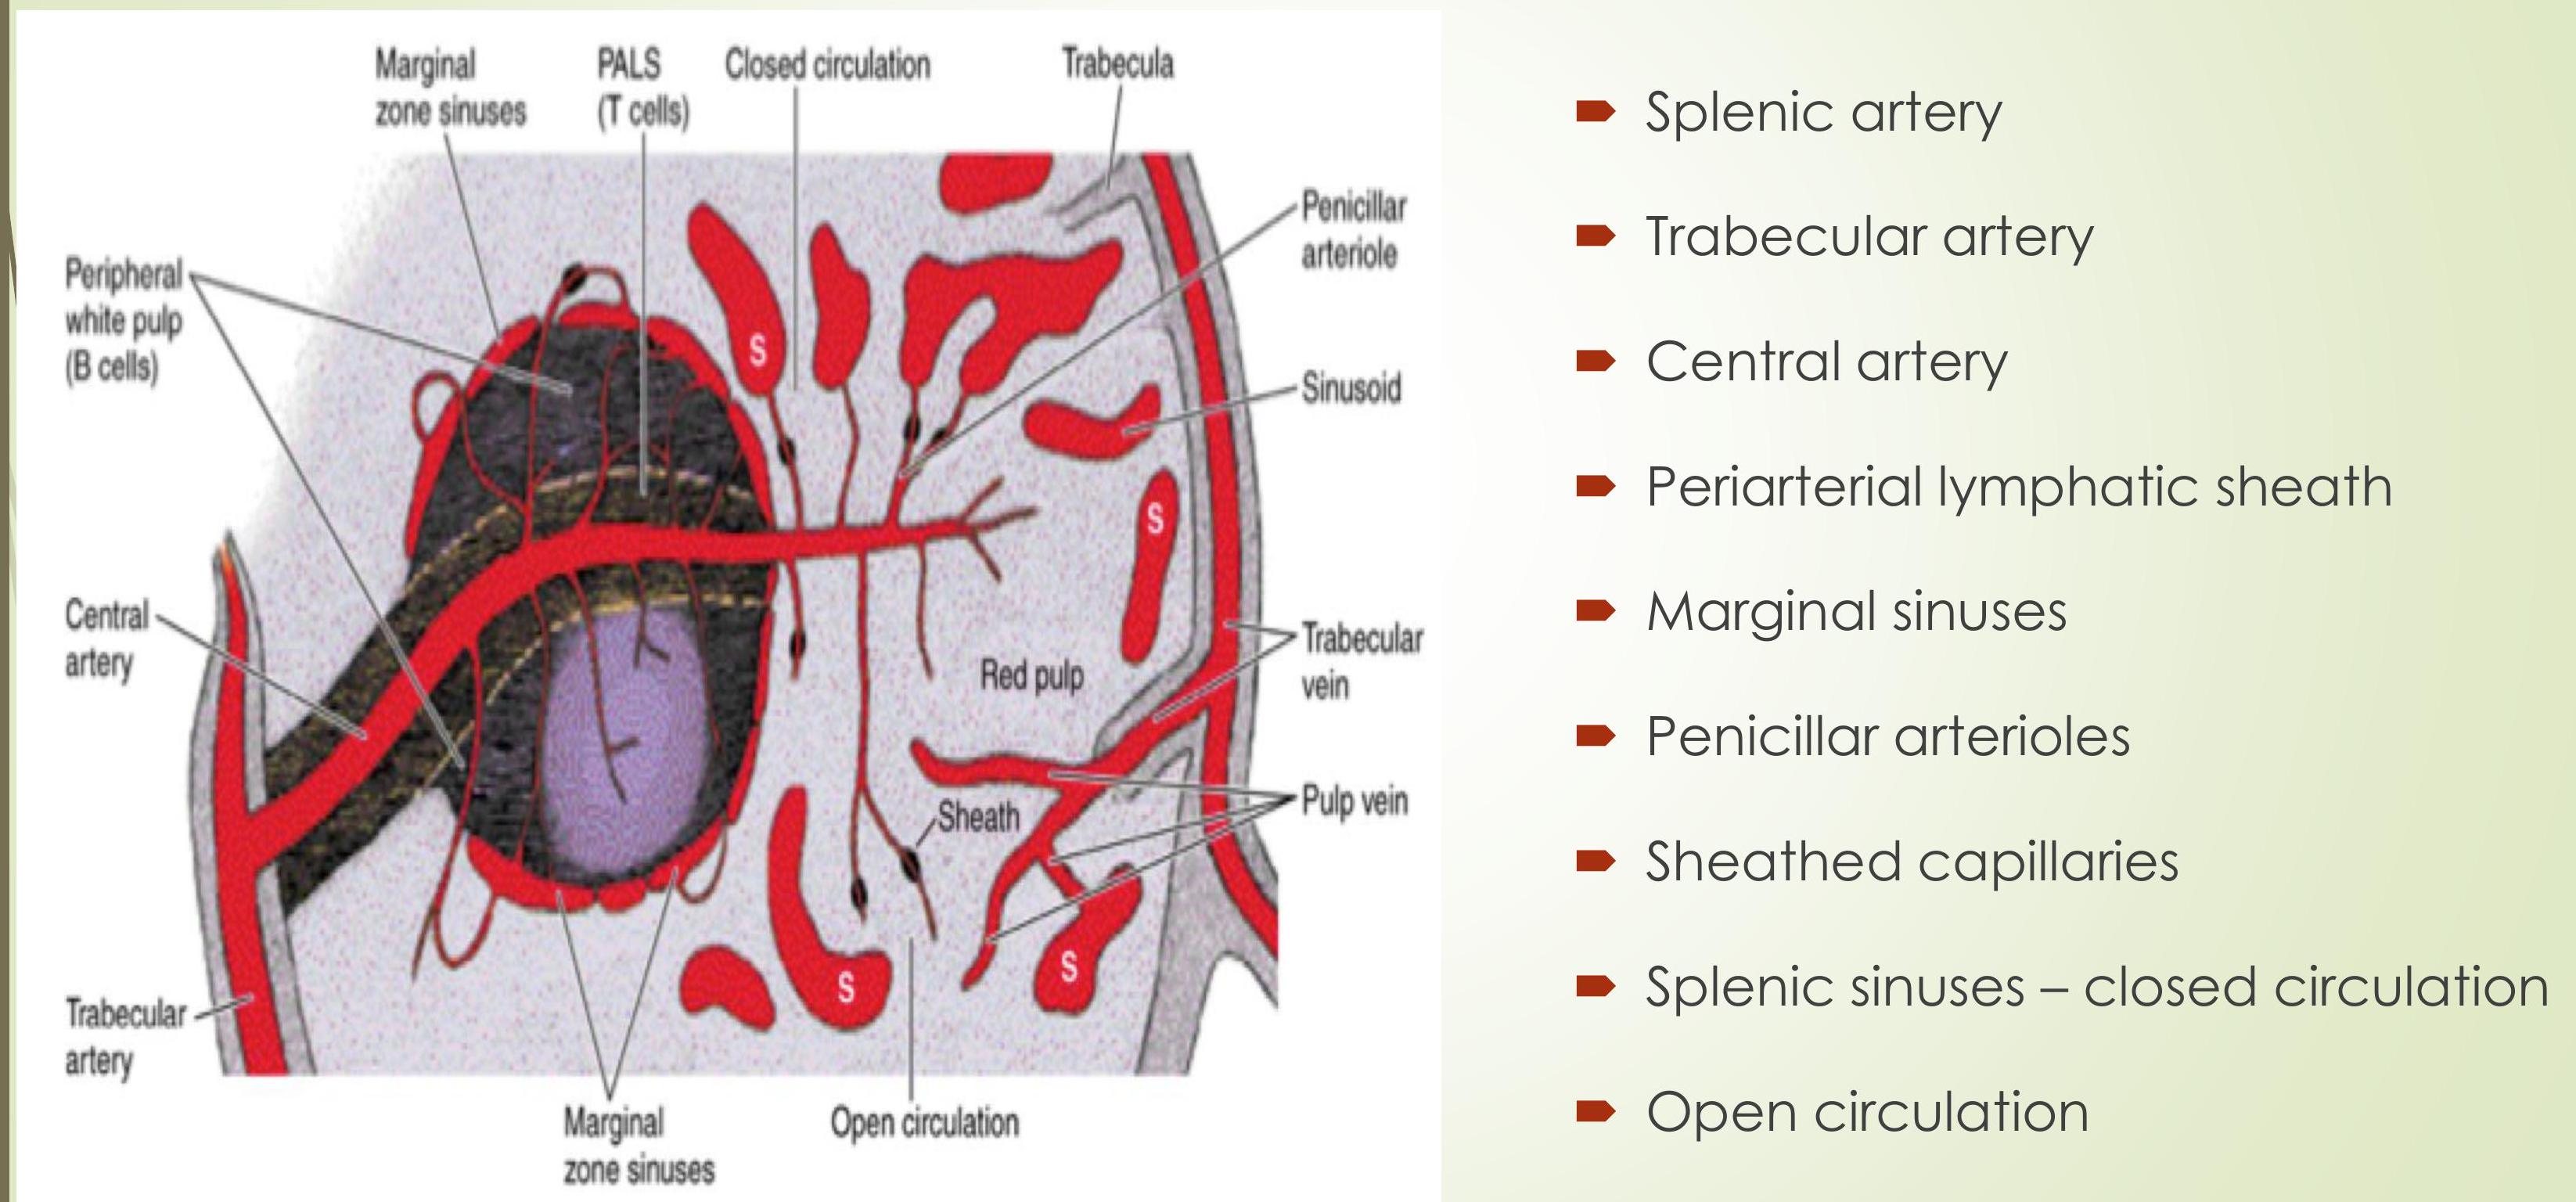 Marginal
zone sinuses
PALS
(T cells)
Closed circulation
Trabecula
Penicillar
arteriole
Peripheral
white pulp
(B cells)
S
Sinusoid
S
Central
artery
Trabecular
vein
Red pulp
Pulp vein
Sheath
S
S
Trabecular
artery
Marginal
zone sinuses
Open circulation
Splenic artery
Trabecular artery
Central artery
Periarterial lymphatic sheath
Marginal sinuses
Penicillar arterioles
Sheathed capillaries
Splenic sinuses – closed circulation
Open circulation